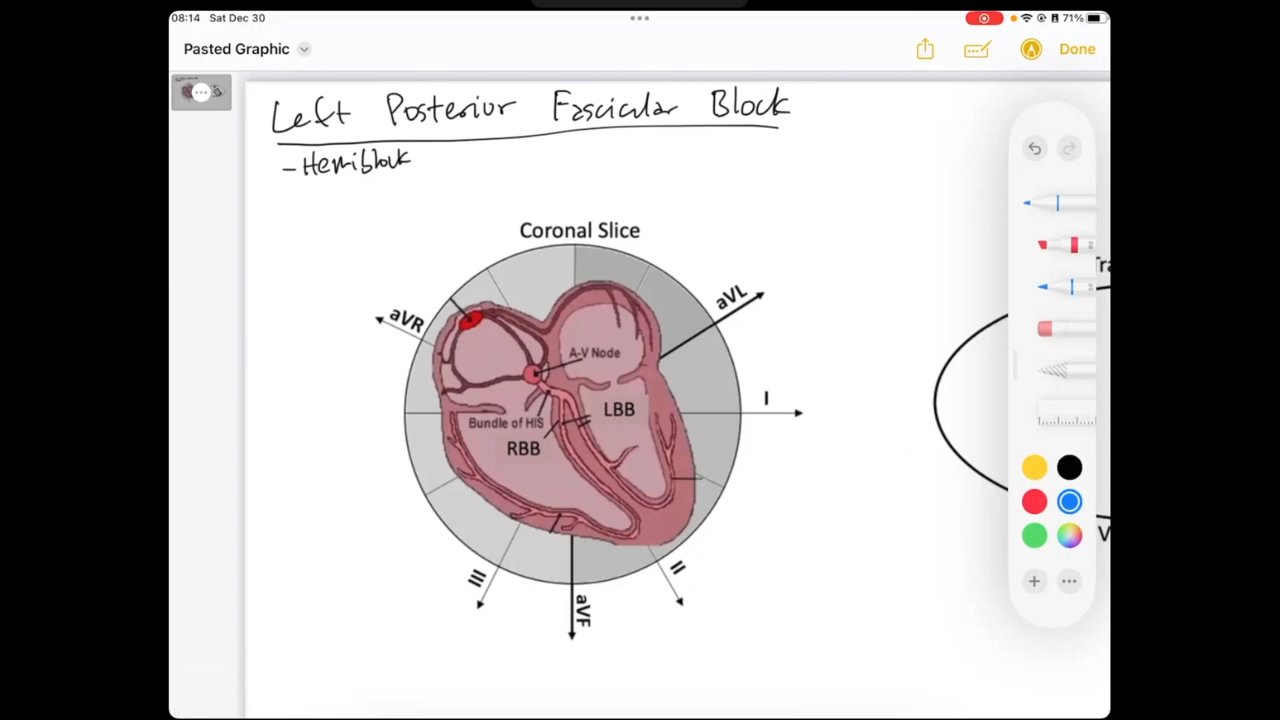 08:14 Sat Dec 30
71%
Pasted Graphic
Done
Left Posterior Fascicular Block
- Hemiblock
Coronal Slice
aVR
aVL
A-V Node
I
LBB
Bundle of HIS
RBB
III
II
aVF